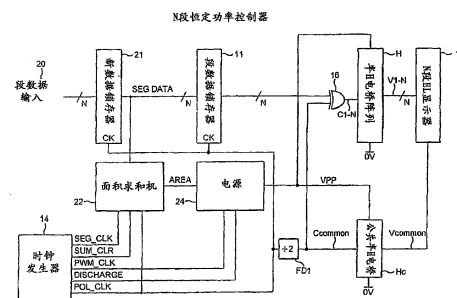 N段恒定功率控制器
20
段数据
输入
N
21
新数据锁存器
CK
SEG DATA
N
11
段数据锁存器
CK
N
16
C1-N
H
半H电桥阵列
0V
V1-N
N
N段EL显示器
面积求和机
22
AREA
电源
24
VPP
14
时钟
发生器
SEG_CLK
SUM_CLR
PWM_CLK
DISCHARGE
POL_CLK
÷2
FD1
Ccommon
公共半H电桥
Hc
0V
Vcommon